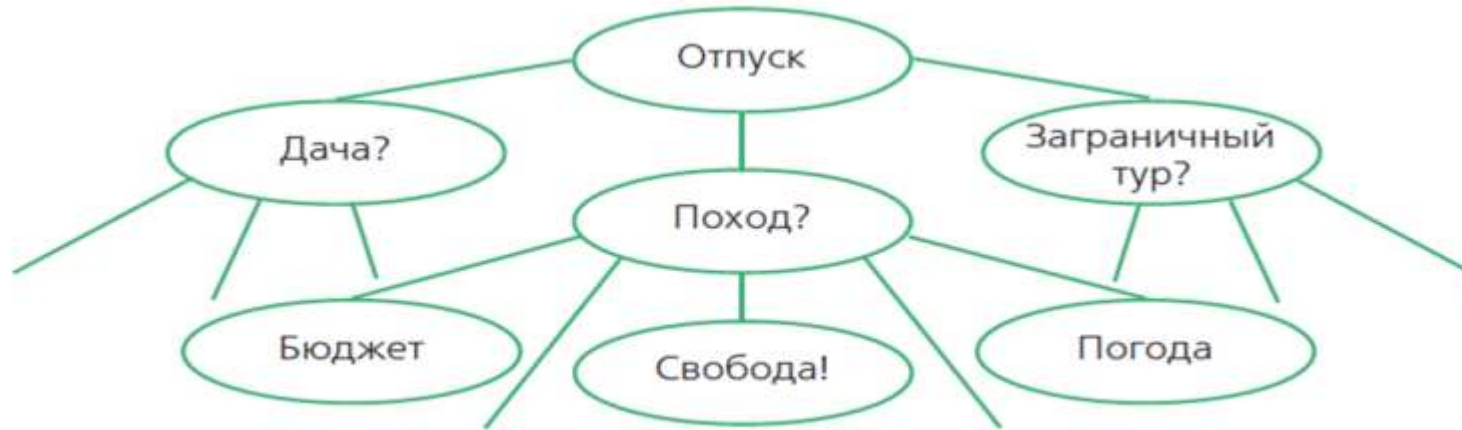 Отпуск
Дача?
Заграничный
тур?
Поход?
Бюджет
Свобода!
Погода